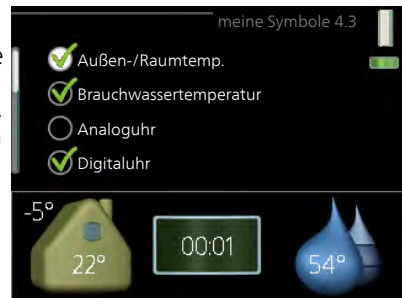 meine Symbole 4.3
Außen-/Raumtemp.
Brauchwassertemperatur
Analoguhr
Digitaluhr
-5°
22°
00:01
54°